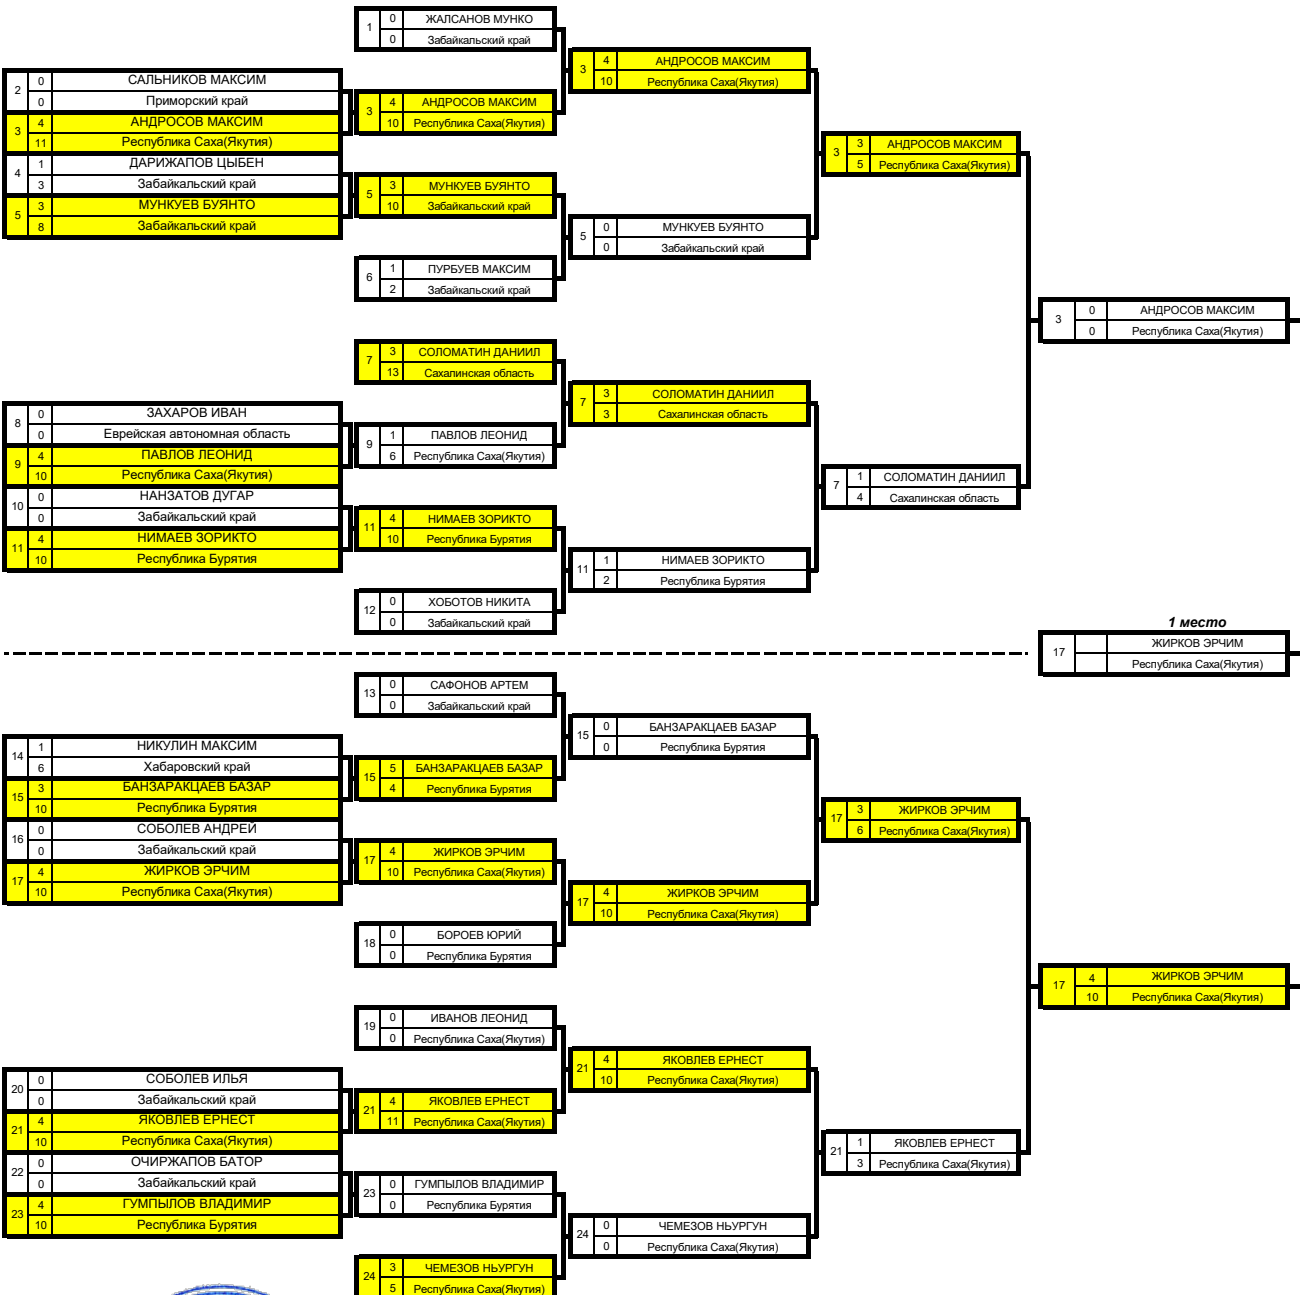 1 0 ЖАЛСАНОВ МУНКО
0 Забайкальский край
3 4 АНДРОСОВ МАКСИМ
10 Республика Саха(Якутия)
2 0 САЛЬНИКОВ МАКСИМ
0 Приморский край
3 4 АНДРОСОВ МАКСИМ
10 Республика Саха(Якутия)
3 4 АНДРОСОВ МАКСИМ
11 Республика Саха(Якутия)
3 3 АНДРОСОВ МАКСИМ
5 Республика Саха(Якутия)
4 1 ДАРИЖАПОВ ЦЫБЕН
3 Забайкальский край
5 3 МУНКУЕВ БУЯНТО
10 Забайкальский край
5 3 МУНКУЕВ БУЯНТО
8 Забайкальский край
5 0 МУНКУЕВ БУЯНТО
0 Забайкальский край
6 1 ПУРБУЕВ МАКСИМ
2 Забайкальский край
3 0 АНДРОСОВ МАКСИМ
0 Республика Саха(Якутия)
7 3 СОЛОМАТИН ДАНИИЛ
13 Сахалинская область
7 3 СОЛОМАТИН ДАНИИЛ
3 Сахалинская область
8 0 ЗАХАРОВ ИВАН
0 Еврейская автономная область
9 1 ПАВЛОВ ЛЕОНИД
6 Республика Саха(Якутия)
9 4 ПАВЛОВ ЛЕОНИД
10 Республика Саха(Якутия)
7 1 СОЛОМАТИН ДАНИИЛ
4 Сахалинская область
10 0 НАНЗАТОВ ДУГАР
0 Забайкальский край
11 4 НИМАЕВ ЗОРИКТО
10 Республика Бурятия
11 4 НИМАЕВ ЗОРИКТО
10 Республика Бурятия
11 1 НИМАЕВ ЗОРИКТО
2 Республика Бурятия
12 0 ХОБОТОВ НИКИТА
0 Забайкальский край
1 место
17 ЖИРКОВ ЭРЧИМ
Республика Саха(Якутия)
13 0 САФОНОВ АРТЕМ
0 Забайкальский край
15 0 БАНЗАРАКЦАЕВ БАЗАР
0 Республика Бурятия
14 1 НИКУЛИН МАКСИМ
6 Хабаровский край
15 5 БАНЗАРАКЦАЕВ БАЗАР
4 Республика Бурятия
15 3 БАНЗАРАКЦАЕВ БАЗАР
10 Республика Бурятия
17 3 ЖИРКОВ ЭРЧИМ
6 Республика Саха(Якутия)
16 0 СОБОЛЕВ АНДРЕЙ
0 Забайкальский край
17 4 ЖИРКОВ ЭРЧИМ
10 Республика Саха(Якутия)
17 4 ЖИРКОВ ЭРЧИМ
10 Республика Саха(Якутия)
17 4 ЖИРКОВ ЭРЧИМ
10 Республика Саха(Якутия)
18 0 БОРОЕВ ЮРИЙ
0 Республика Бурятия
17 4 ЖИРКОВ ЭРЧИМ
10 Республика Саха(Якутия)
19 0 ИВАНОВ ЛЕОНИД
0 Республика Саха(Якутия)
21 4 ЯКОВЛЕВ ЕРНЕСТ
10 Республика Саха(Якутия)
20 0 СОБОЛЕВ ИЛЬЯ
0 Забайкальский край
21 4 ЯКОВЛЕВ ЕРНЕСТ
11 Республика Саха(Якутия)
21 4 ЯКОВЛЕВ ЕРНЕСТ
10 Республика Саха(Якутия)
21 1 ЯКОВЛЕВ ЕРНЕСТ
3 Республика Саха(Якутия)
22 0 ОЧИРЖАПОВ БАТОР
0 Забайкальский край
23 0 ГУМПЫЛОВ ВЛАДИМИР
0 Республика Бурятия
23 4 ГУМПЫЛОВ ВЛАДИМИР
10 Республика Бурятия
24 0 ЧЕМЕЗОВ НЬУРГУН
0 Республика Саха(Якутия)
24 3 ЧЕМЕЗОВ НЬУРГУН
5 Республика Саха(Якутия)